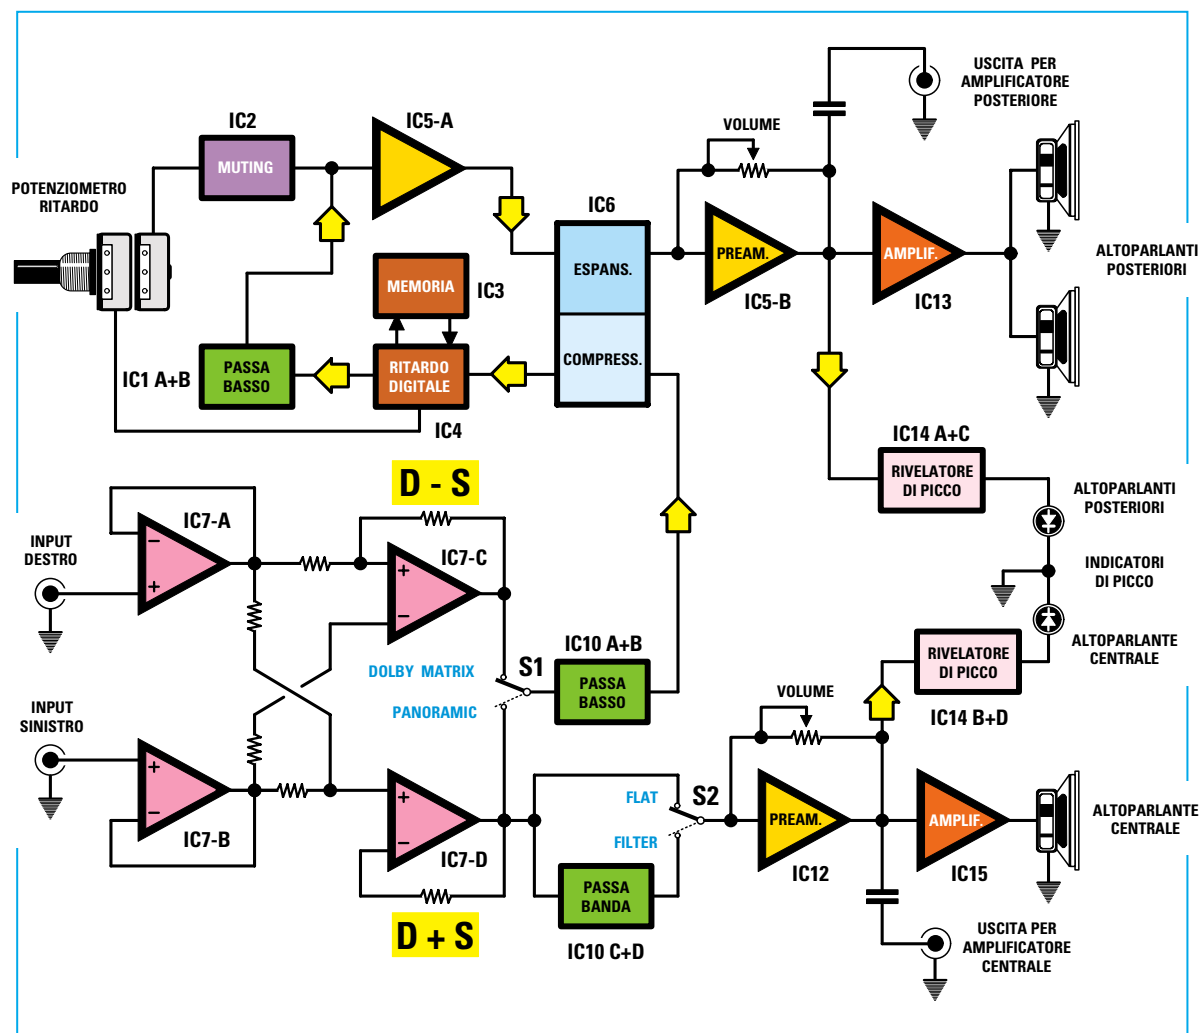 USCITA PER
AMPLIFICATORE
POSTERIORE
IC2
IC5-A
VOLUME
MUTING
POTENZIOMETRO
RITARDO
IC6
ESPANS.
PREAM.
AMPLIF.
ALTOPARLANTI
POSTERIORI
MEMORIA
IC3
IC5-B
IC13
COMPRESS.
PASSA
BASSO
RITARDO
DIGITALE
IC1 A+B
IC4
IC14 A+C
RIVELATORE
DI PICCO
D - S
ALTOPARLANTI
POSTERIORI
IC7-A
INPUT
DESTRO
IC7-C
INDICATORI
DI PICCO
−
+
+
−
IC10 A+B
ALTOPARLANTE
CENTRALE
RIVELATORE
DI PICCO
DOLBY MATRIX
S1
PASSA
BASSO
VOLUME
PANORAMIC
IC14 B+D
INPUT
SINISTRO
+
−
IC7-B
+
−
IC7-D
FLAT
S2
FILTER
PREAM.
AMPLIF.
ALTOPARLANTE
CENTRALE
IC12
IC15
PASSA
BANDA
D + S
IC10 C+D
USCITA PER
AMPLIFICATORE
CENTRALE